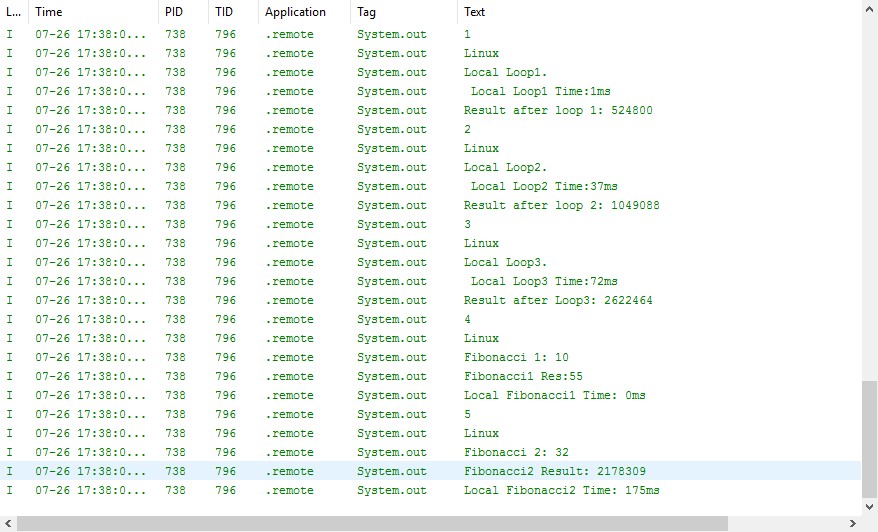 L... Time PID TID Application Tag Text
I 07-26 17:38:0... 738 796 .remote System.out 1
I 07-26 17:38:0... 738 796 .remote System.out Linux
I 07-26 17:38:0... 738 796 .remote System.out Local Loop1.
I 07-26 17:38:0... 738 796 .remote System.out Local Loop1 Time:1ms
I 07-26 17:38:0... 738 796 .remote System.out Result after loop 1: 524800
I 07-26 17:38:0... 738 796 .remote System.out 2
I 07-26 17:38:0... 738 796 .remote System.out Linux
I 07-26 17:38:0... 738 796 .remote System.out Local Loop2.
I 07-26 17:38:0... 738 796 .remote System.out Local Loop2 Time:37ms
I 07-26 17:38:0... 738 796 .remote System.out Result after loop 2: 1049088
I 07-26 17:38:0... 738 796 .remote System.out 3
I 07-26 17:38:0... 738 796 .remote System.out Linux
I 07-26 17:38:0... 738 796 .remote System.out Local Loop3.
I 07-26 17:38:0... 738 796 .remote System.out Local Loop3 Time:72ms
I 07-26 17:38:0... 738 796 .remote System.out Result after Loop3: 2622464
I 07-26 17:38:0... 738 796 .remote System.out 4
I 07-26 17:38:0... 738 796 .remote System.out Linux
I 07-26 17:38:0... 738 796 .remote System.out Fibonacci 1: 10
I 07-26 17:38:0... 738 796 .remote System.out Fibonacci1 Res:55
I 07-26 17:38:0... 738 796 .remote System.out Local Fibonacci1 Time: 0ms
I 07-26 17:38:0... 738 796 .remote System.out 5
I 07-26 17:38:0... 738 796 .remote System.out Linux
I 07-26 17:38:0... 738 796 .remote System.out Fibonacci 2: 32
I 07-26 17:38:0... 738 796 .remote System.out Fibonacci2 Result: 2178309
I 07-26 17:38:0... 738 796 .remote System.out Local Fibonacci2 Time: 175ms